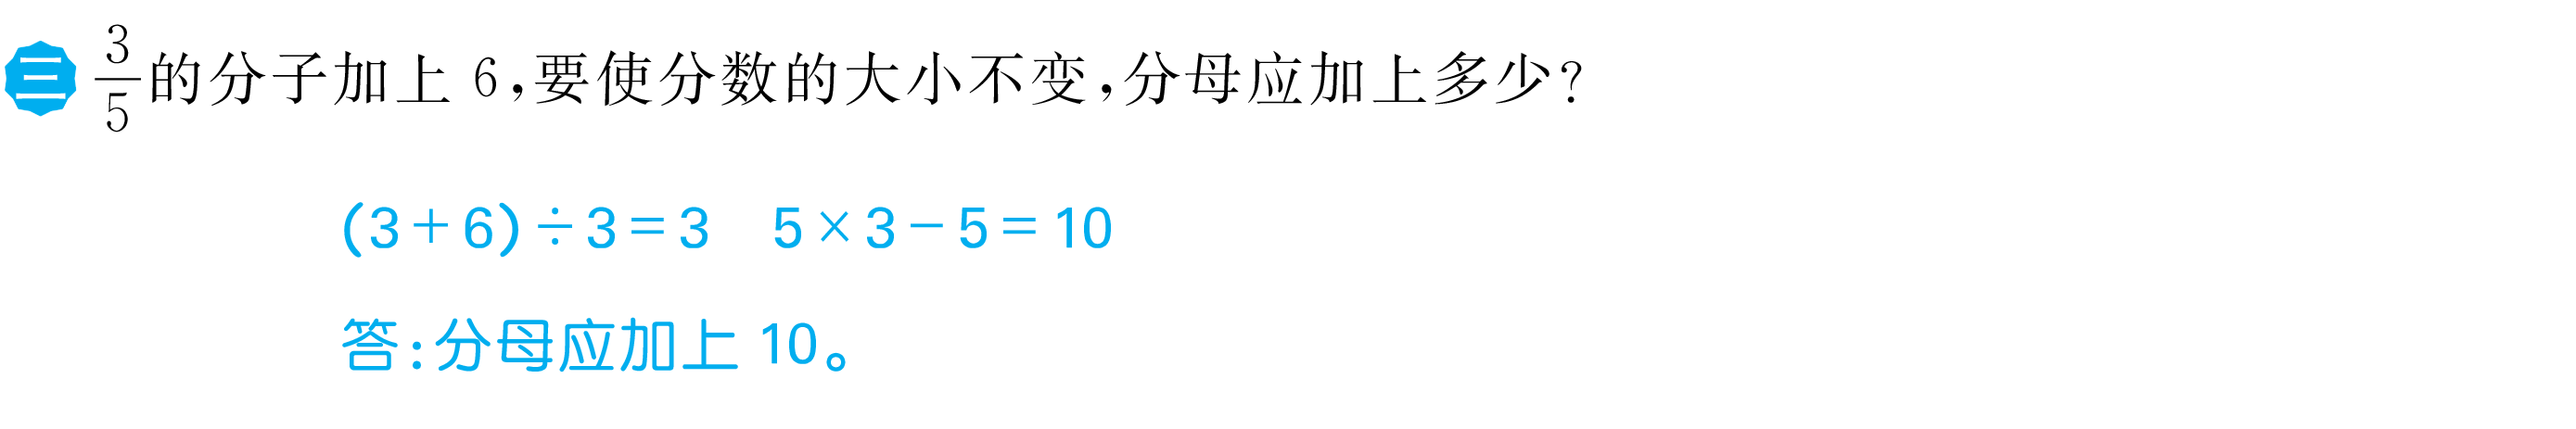 三 3/5的分子加上 6,要使分数的大小不变,分母应加上多少?
(3+6)÷3=3 5×3-5=10
答:分母应加上 10。